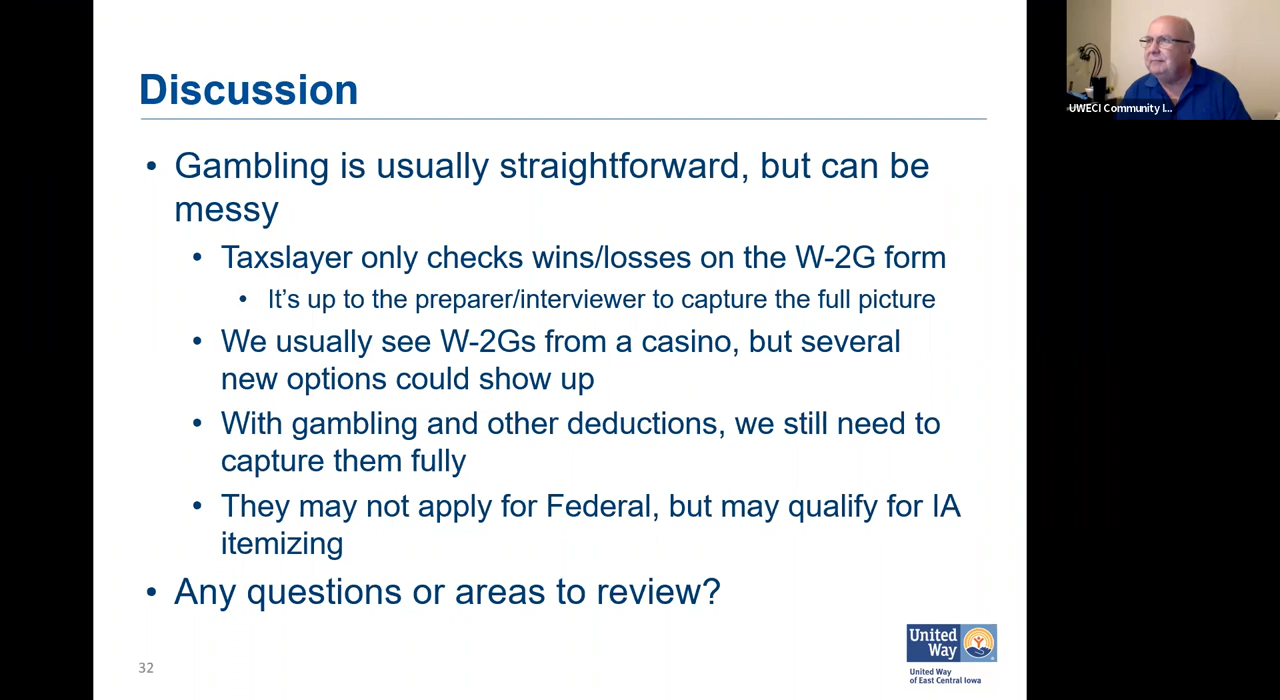 Discussion
• Gambling is usually straightforward, but can be
messy
• Taxslayer only checks wins/losses on the W-2G form
• It’s up to the preparer/interviewer to capture the full picture
• We usually see W-2Gs from a casino, but several
new options could show up
• With gambling and other deductions, we still need to
capture them fully
• They may not apply for Federal, but may qualify for IA
itemizing
• Any questions or areas to review?
32
United
Way
United Way
of East Central Iowa
UWECI Community I...